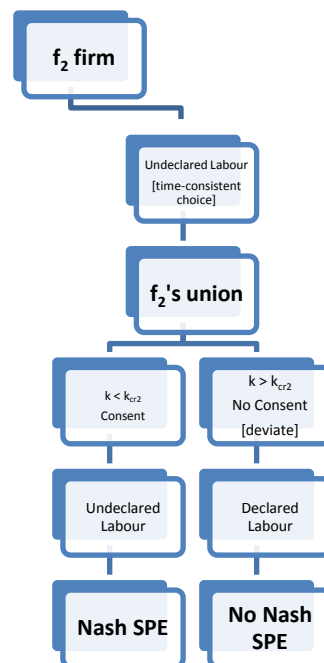 f₂ firm
Undeclared Labour
[time-consistent
choice]
f₂'s union
k < kcr2
Consent
k > kcr2
No Consent
[deviate]
Undeclared
Labour
Declared
Labour
Nash SPE
No Nash
SPE